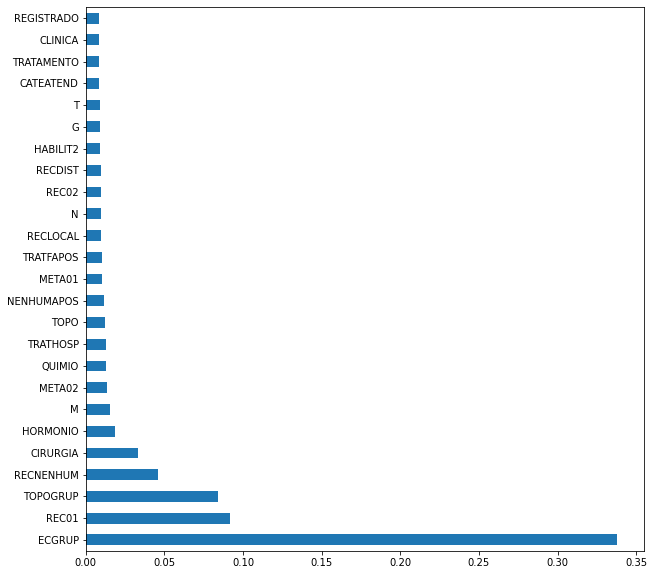 REGISTRADO
CLINICA
TRATAMENTO
CATEATEND
T
G
HABILIT2
RECDIST
REC02
N
RECLOCAL
TRATFAPOS
META01
NENHUMAPOS
TOPO
TRATHOSP
QUIMIO
META02
M
HORMONIO
CIRURGIA
RECNENHUM
TOPOGRUP
REC01
ECGRUP
0.00 0.05 0.10 0.15 0.20 0.25 0.30 0.35